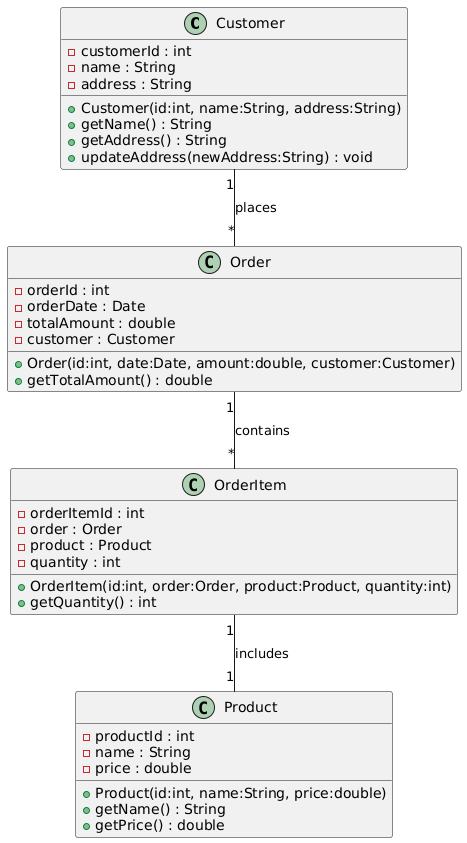 C Customer
customerId : int
name : String
address : String
Customer(id:int, name:String, address:String)
getName() : String
getAddress() : String
updateAddress(newAddress:String) : void
1
places
*
C Order
orderId : int
orderDate : Date
totalAmount : double
customer : Customer
Order(id:int, date:Date, amount:double, customer:Customer)
getTotalAmount() : double
1
contains
*
C OrderItem
orderItemId : int
order : Order
product : Product
quantity : int
OrderItem(id:int, order:Order, product:Product, quantity:int)
getQuantity() : int
1
includes
1
C Product
productId : int
name : String
price : double
Product(id:int, name:String, price:double)
getName() : String
getPrice() : double